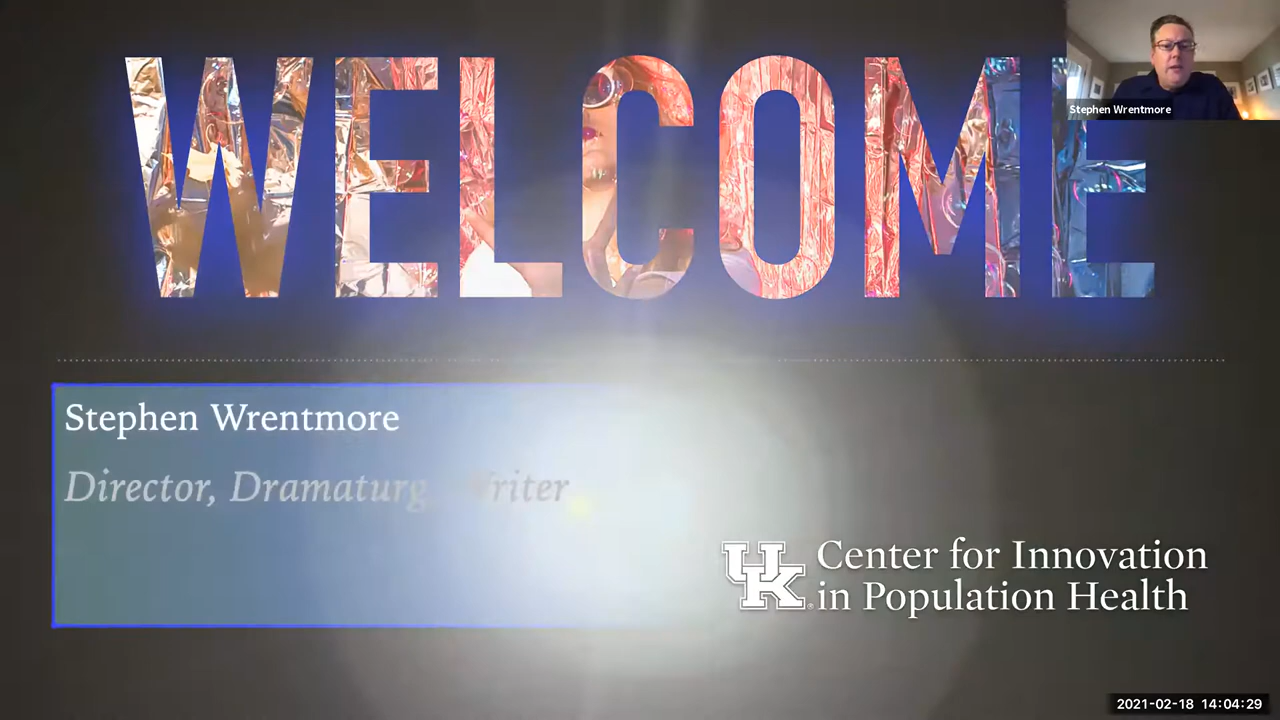 WELCOME
Stephen Wrentmore
Stephen Wrentmore
Director, Dramaturg, Writer
UK Center for Innovation
in Population Health
2021-02-18 14:04:29